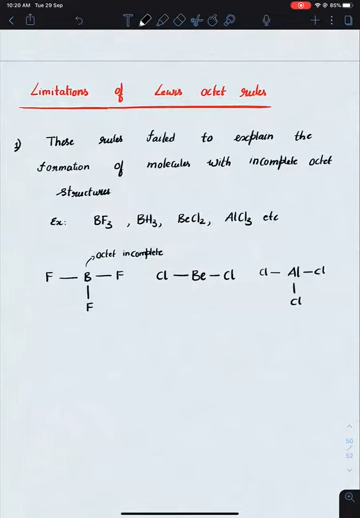 10:20 AM Tue 29 Sep
85%
Limitations of Lewis octet rules
1) These rules failed to explain the
formation of molecules with incomplete octet
structures
Ex: BF3 , BH3, BeCl2, AlCl3 etc
octet incomplete
F — B — F Cl — Be — Cl Cl — Al — Cl
F Cl
50
/
52